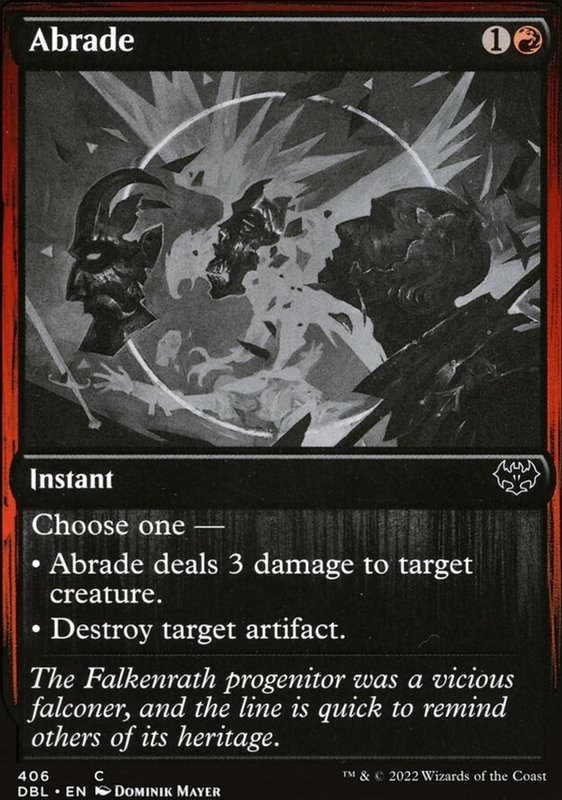 Abrade 1
Instant
Choose one —
• Abrade deals 3 damage to target
creature.
• Destroy target artifact.
The Falkenrath progenitor was a vicious
falconer, and the line is quick to remind
others of its heritage.
406 C
DBL • EN Dominik Mayer
™ & © 2022 Wizards of the Coast